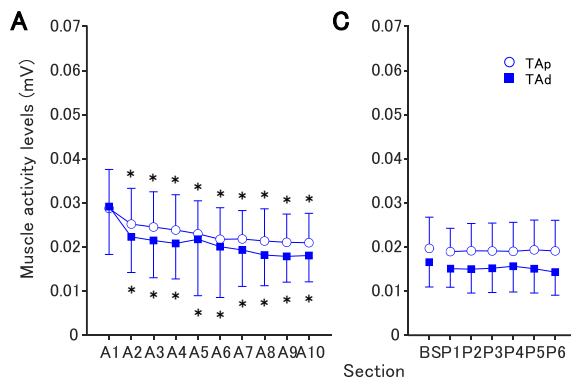 A
C
Muscle activity levels (mV)
0.07
0.06
0.05
0.04
0.03
0.02
0.01
0
* * * * * * * * *
* * * * * * * * *
A1 A2 A3 A4 A5 A6 A7 A8 A9 A10
0.07
0.06
0.05
0.04
0.03
0.02
0.01
0
TAp
TAd
BS P1 P2 P3 P4 P5 P6
Section